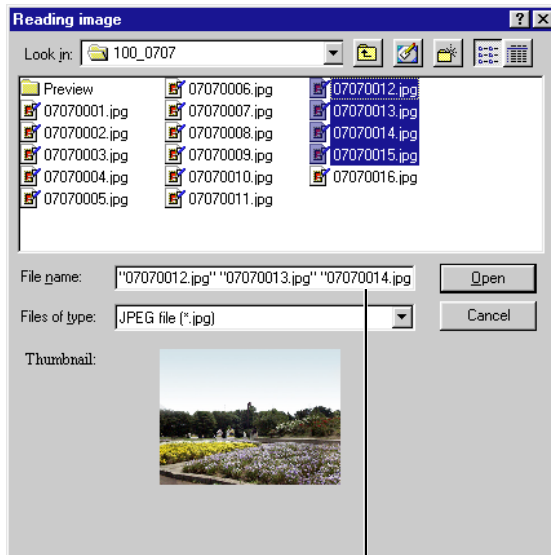 Reading image
Look in: 100_0707
Preview 07070006.jpg 07070012.jpg
07070001.jpg 07070007.jpg 07070013.jpg
07070002.jpg 07070008.jpg 07070014.jpg
07070003.jpg 07070009.jpg 07070015.jpg
07070004.jpg 07070010.jpg 07070016.jpg
07070005.jpg 07070011.jpg
File name: "07070012.jpg" "07070013.jpg" "07070014.jpg Open
Files of type: JPEG file (*.jpg) Cancel
Thumbnail: